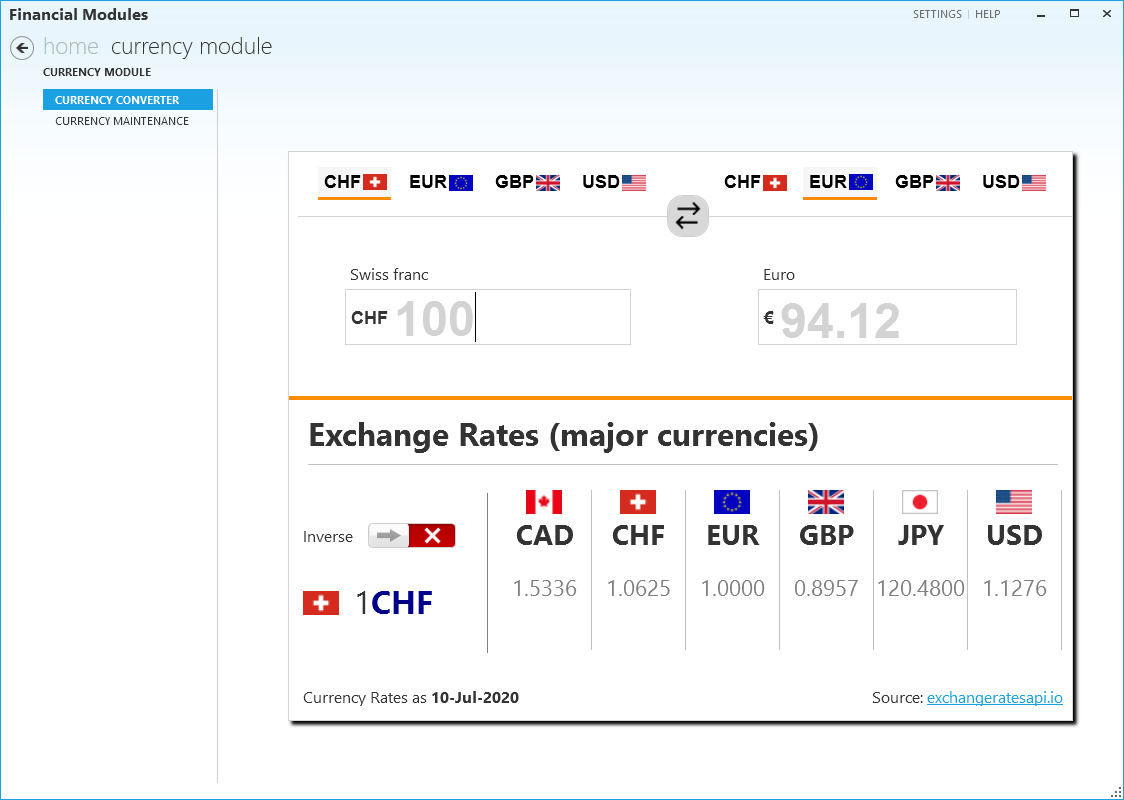 Financial Modules
SETTINGS | HELP
home currency module
CURRENCY MODULE
CURRENCY CONVERTER
CURRENCY MAINTENANCE
CHF EUR GBP USD CHF EUR GBP USD
Swiss franc Euro
CHF 100 € 94.12
Exchange Rates (major currencies)
CAD CHF EUR GBP JPY USD
Inverse
1.5336 1.0625 1.0000 0.8957 120.4800 1.1276
1CHF
Currency Rates as 10-Jul-2020 Source: exchangeratesapi.io